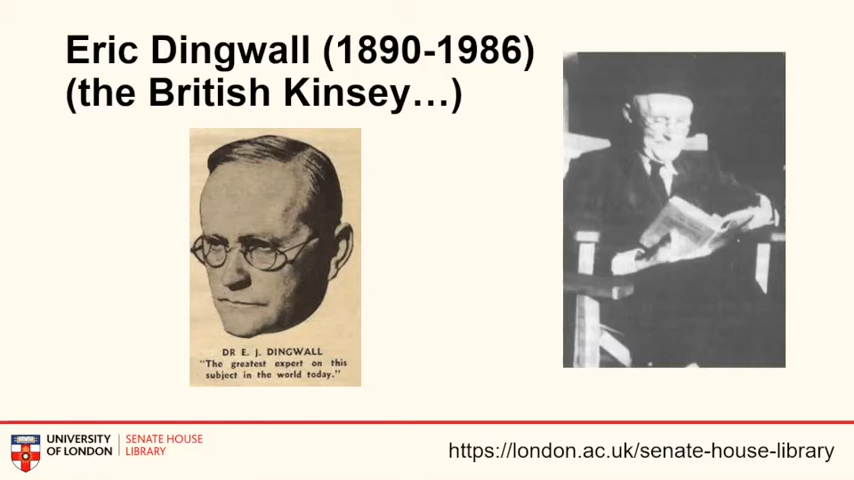 Eric Dingwall (1890-1986)
(the British Kinsey…)
DR E. J. DINGWALL
"The greatest expert on this
subject in the world today."
UNIVERSITY
OF LONDON
SENATE HOUSE
LIBRARY
https://london.ac.uk/senate-house-library